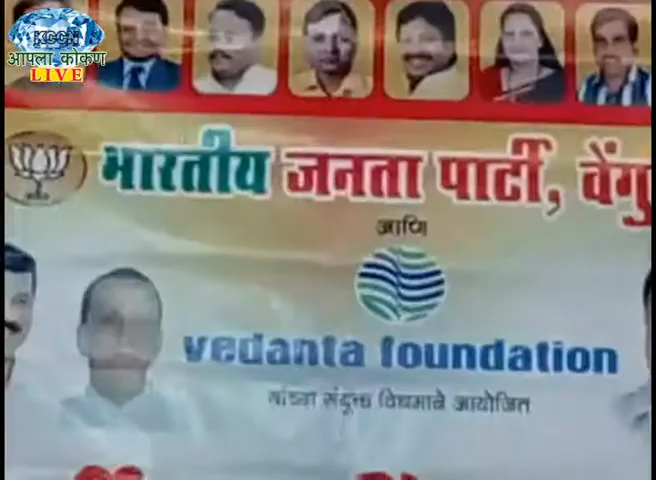 KCCN
आपला कोकण
LIVE
भारतीय जनता पार्टी, वेंगु
आणि
vedanta foundation
यांच्या संयुक्त विद्यमाने आयोजित